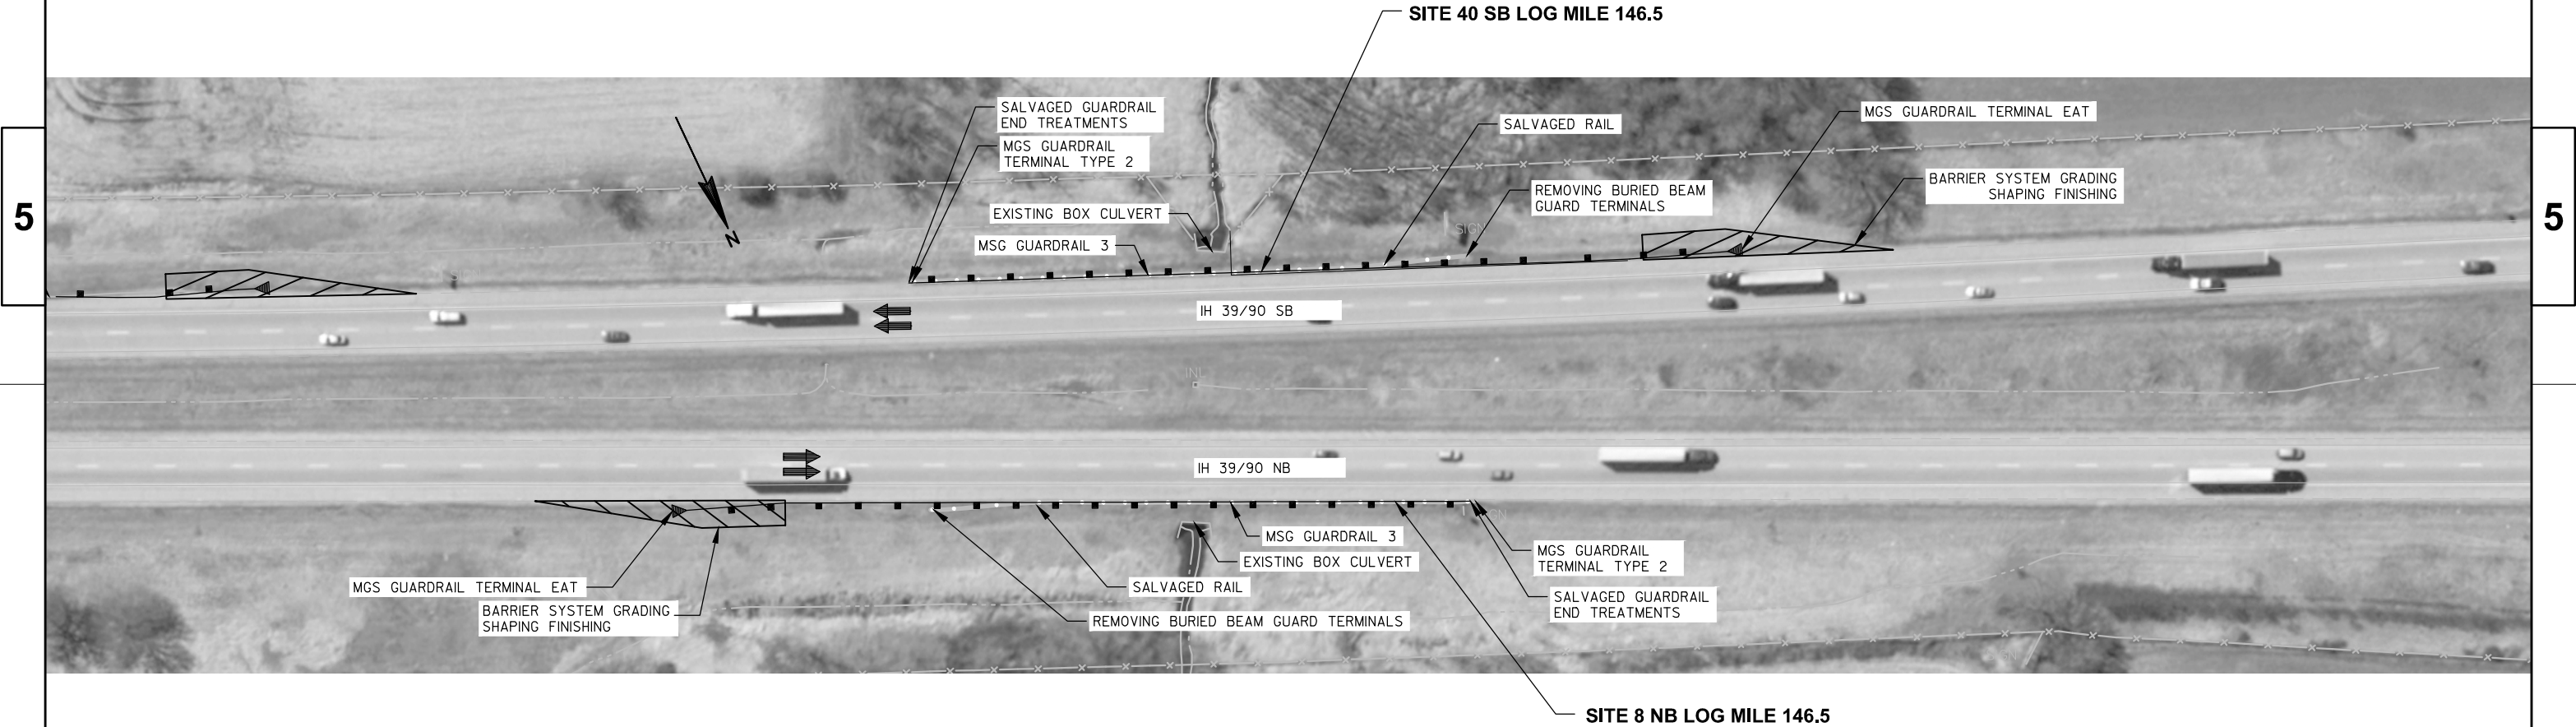 SITE 40 SB LOG MILE 146.5
SALVAGED GUARDRAIL
END TREATMENTS
MGS GUARDRAIL
TERMINAL TYPE 2
SALVAGED RAIL
MGS GUARDRAIL TERMINAL EAT
BARRIER SYSTEM GRADING
SHAPING FINISHING
REMOVING BURIED BEAM
GUARD TERMINALS
EXISTING BOX CULVERT
MSG GUARDRAIL 3
SIGN
N
5
5
IH 39/90 SB
INL
IH 39/90 NB
MSG GUARDRAIL 3
EXISTING BOX CULVERT
MGS GUARDRAIL
TERMINAL TYPE 2
MGS GUARDRAIL TERMINAL EAT
SALVAGED RAIL
SALVAGED GUARDRAIL
END TREATMENTS
BARRIER SYSTEM GRADING
SHAPING FINISHING
REMOVING BURIED BEAM GUARD TERMINALS
SITE 8 NB LOG MILE 146.5